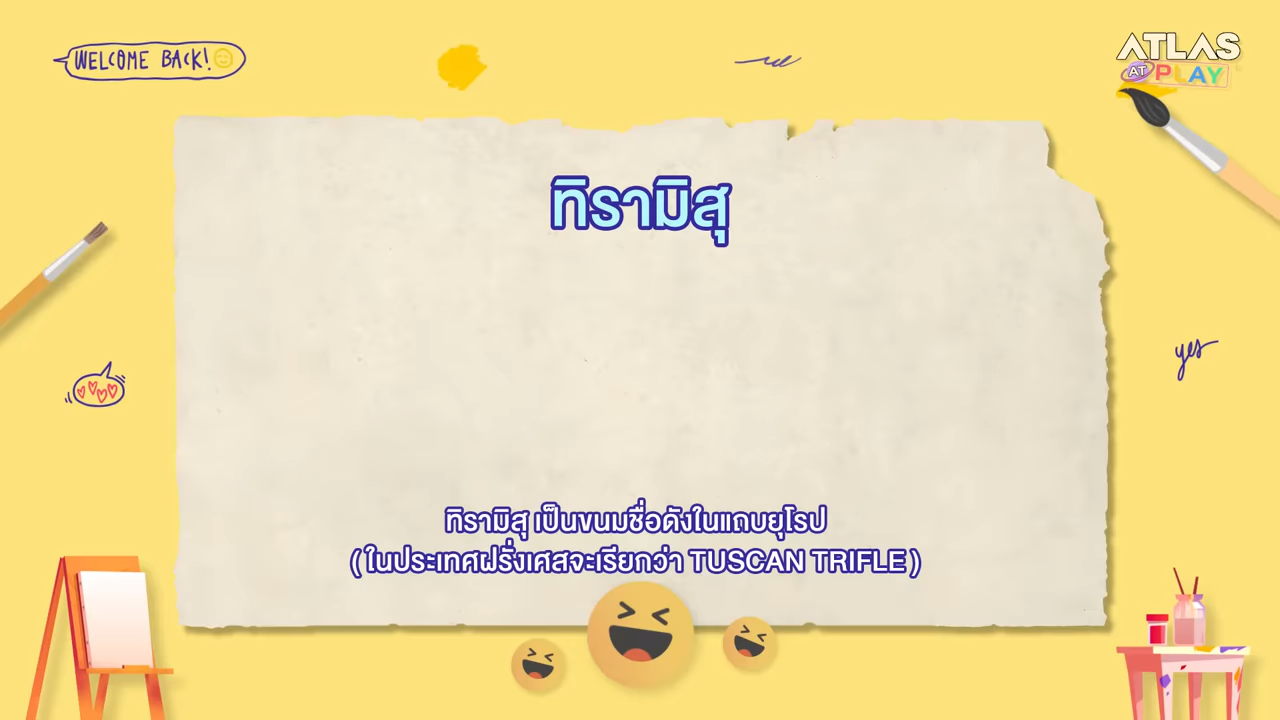 WELCOME BACK!
ATLAS
AT PLAY
ทิรามิสุ
yes
ทิรามิสุ เป็นขนมชื่อดังในแถบยุโรป
( ในประเทศฝรั่งเศสจะเรียกว่า TUSCAN TRIFLE )